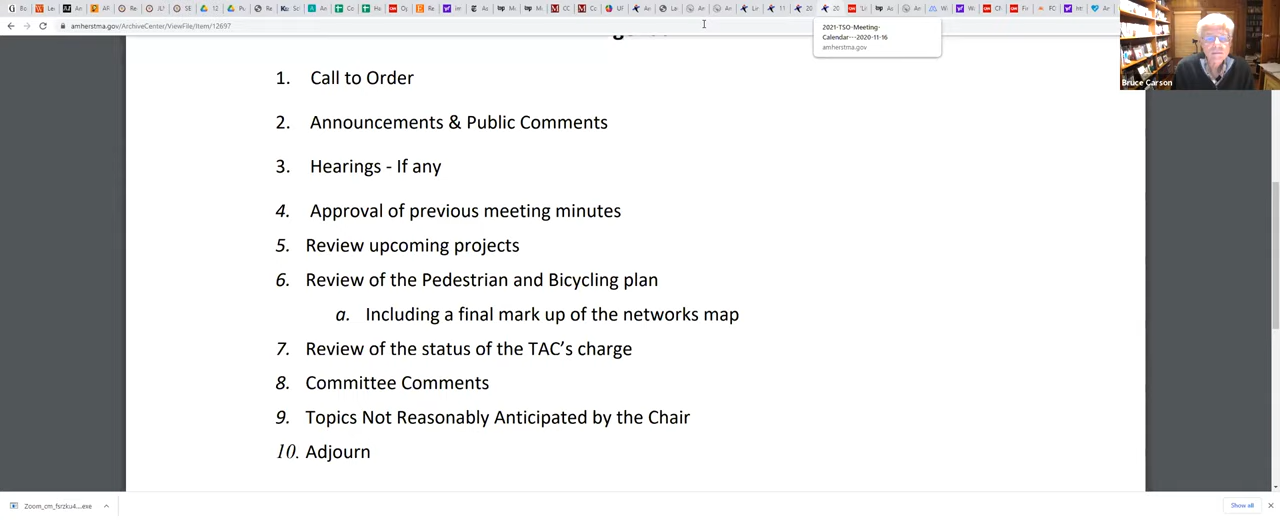 amherstma.gov/ArchiveCenter/ViewFile/Item/12697
2021-TSO-Meeting-
Calendar---2020-11-16
amherstma.gov
Bruce Carson
1. Call to Order
2. Announcements & Public Comments
3. Hearings - If any
4. Approval of previous meeting minutes
5. Review upcoming projects
6. Review of the Pedestrian and Bicycling plan
a. Including a final mark up of the networks map
7. Review of the status of the TAC's charge
8. Committee Comments
9. Topics Not Reasonably Anticipated by the Chair
10. Adjourn
Zoom_cm_fsrzku4....exe
Show all